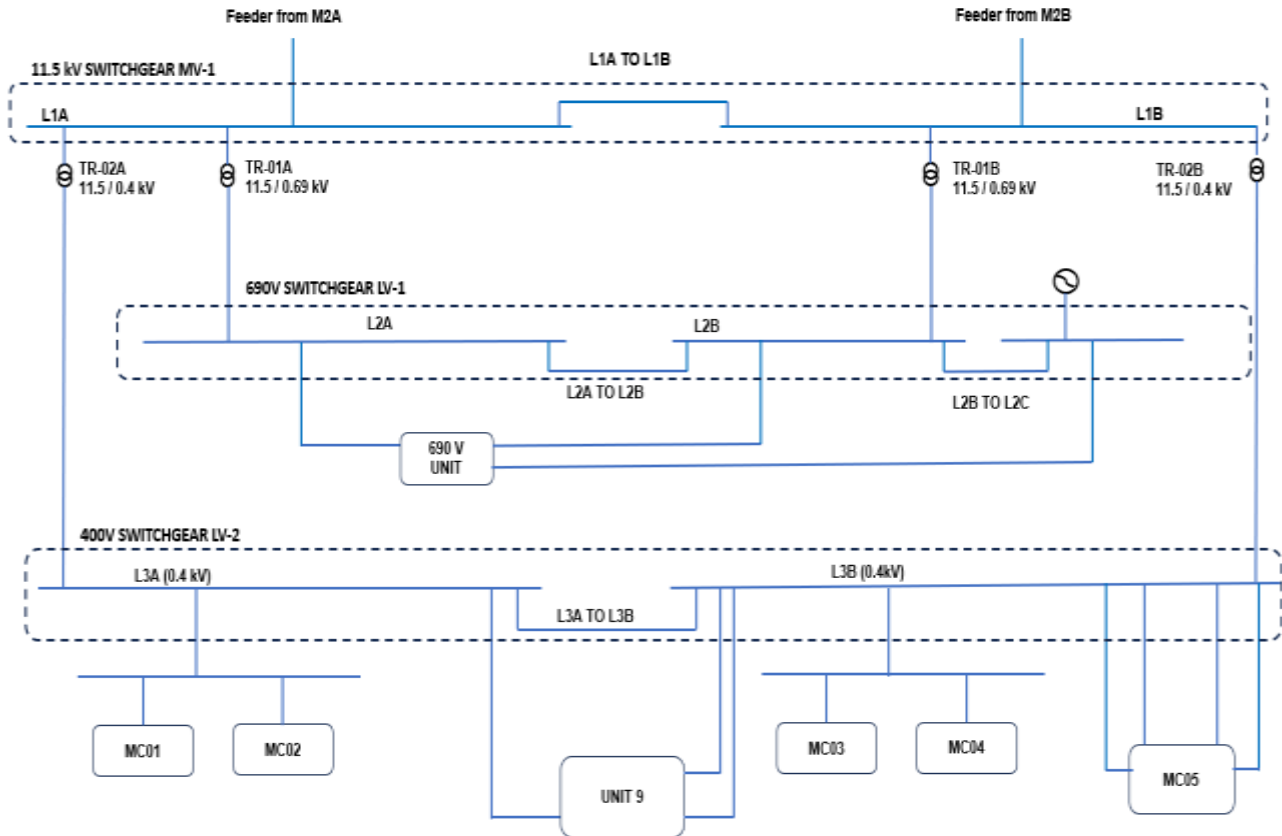 Feeder from M2A
Feeder from M2B
L1A TO L1B
11.5 kV SWITCHGEAR MV-1
L1A
L1B
TR-02A
11.5 / 0.4 kV
TR-01A
11.5 / 0.69 kV
TR-01B
11.5 / 0.69 kV
TR-02B
11.5 / 0.4 kV
690V SWITCHGEAR LV-1
L2A
L2B
L2A TO L2B
L2B TO L2C
690 V
UNIT
400V SWITCHGEAR LV-2
L3A (0.4 kV)
L3B (0.4kV)
L3A TO L3B
MC01
MC02
MC03
MC04
MC05
UNIT 9